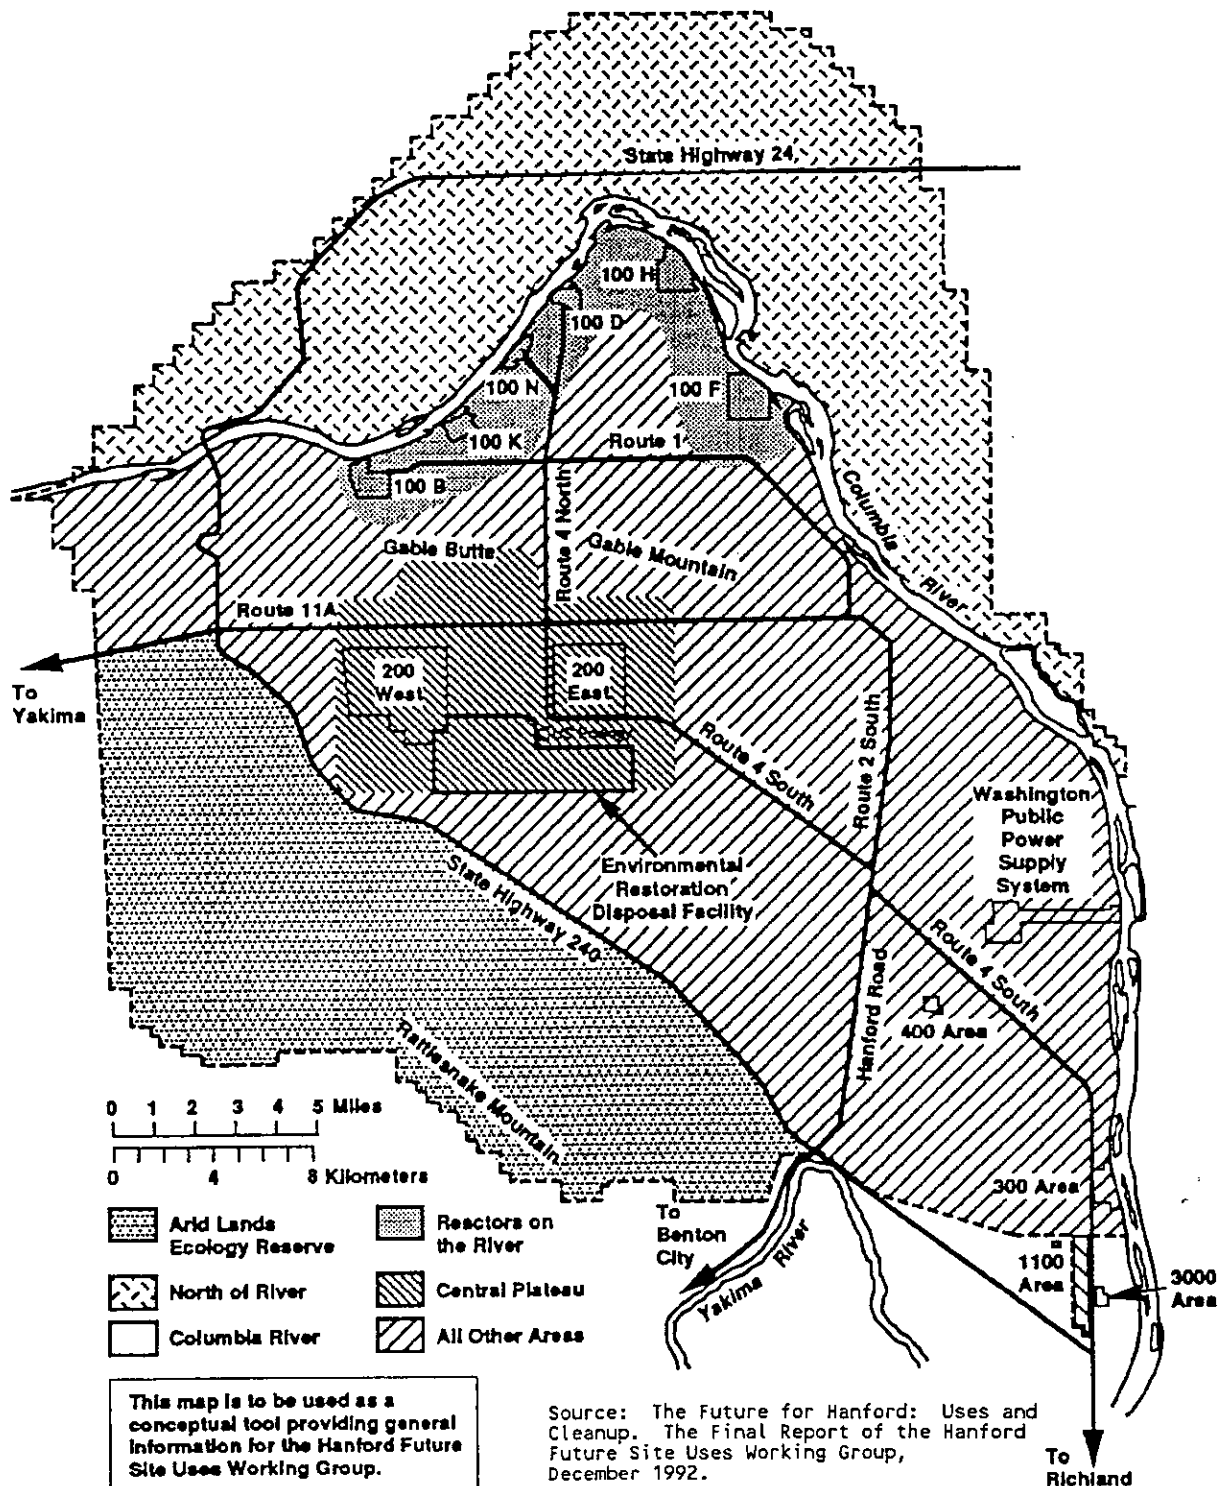 State Highway 24
100 H
100 D
100 N
100 F
100 K
Route 1
100 B
Columbia
River
Route 4 North
Gable Butte
Gable Mountain
Route 11A
To
Yakima
200
West
200
East
Route 4 South
Route 2 South
Washington
Public
Power
Supply
System
Environmental
Restoration
Disposal Facility
State Highway 240
Route 4 South
Hanford Road
400 Area
Rattlesnake Mountain
0 1 2 3 4 5 Miles
0 4 8 Kilometers
300 Area
To
Benton
City
Yakima River
1100
Area
3000
Area
Arid Lands
Ecology Reserve
Reactors on
the River
North of River
Central Plateau
Columbia River
All Other Areas
This map is to be used as a
conceptual tool providing general
information for the Hanford Future
Site Uses Working Group.
Source: The Future for Hanford: Uses and
Cleanup. The Final Report of the Hanford
Future Site Uses Working Group,
December 1992.
To
Richland